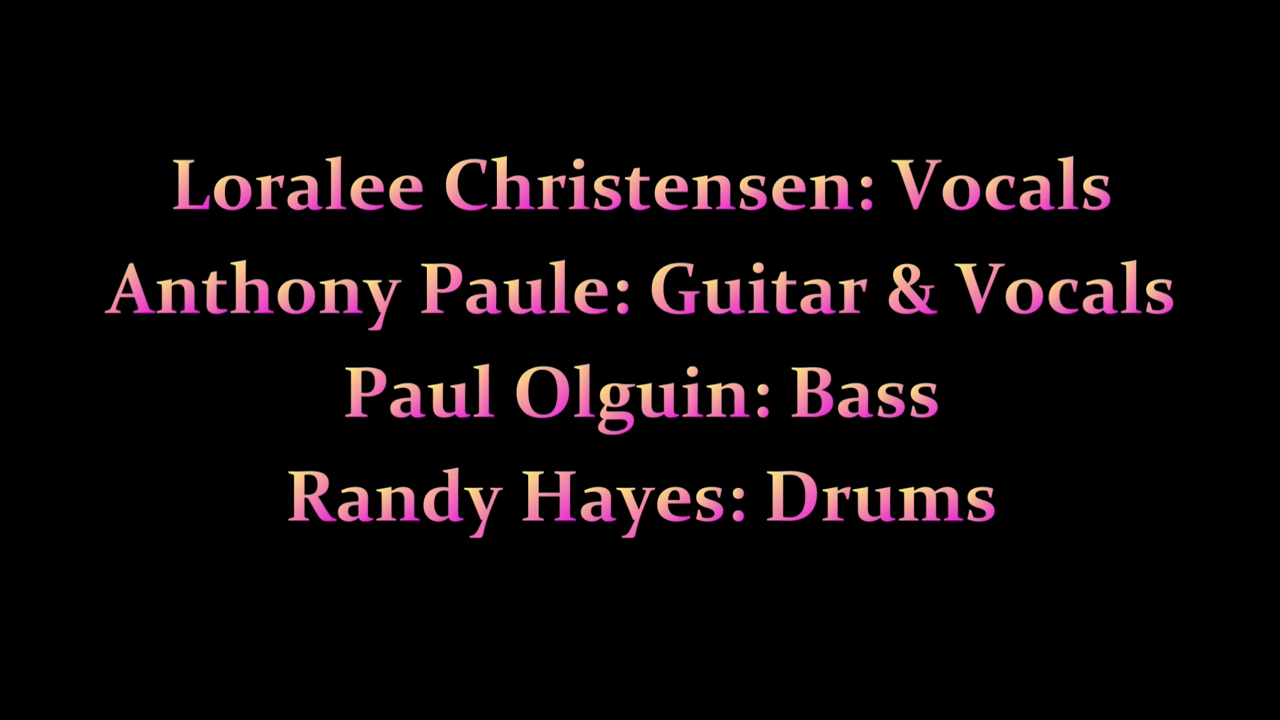 Loralee Christensen: Vocals
Anthony Paule: Guitar & Vocals
Paul Olguin: Bass
Randy Hayes: Drums